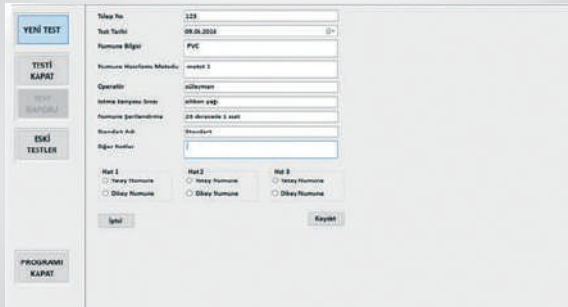 YENİ TEST
TESTİ
KAPAT
TEST
RAPORU
ESKİ
TESTLER
PROGRAMI
KAPAT
Talep No 123
Test Tarihi 09.05.2016
Numune Bilgisi PVC
Numune Hazırlama Metodu metot 1
Operatör süleyman
Isıtma banyosu Sıvısı silikon yağı
Numune Şartlandırma 23 derecede 1 saat
Standart Adı Standart
Diğer Notlar
Hat 1 Hat 2 Hat 3
Yatay Numune Yatay Numune Yatay Numune
Dikey Numune Dikey Numune Dikey Numune
İptal Kaydet